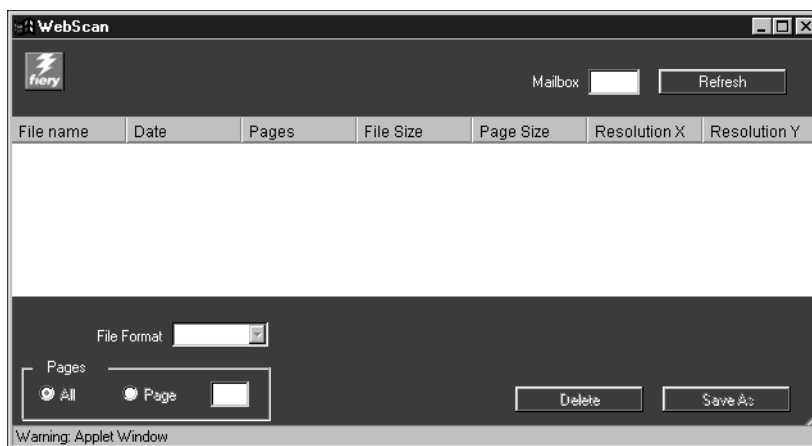 WebScan
fiery
Mailbox Refresh
File name Date Pages File Size Page Size Resolution X Resolution Y
File Format
Pages
All Page
Delete Save As
Warning: Applet Window